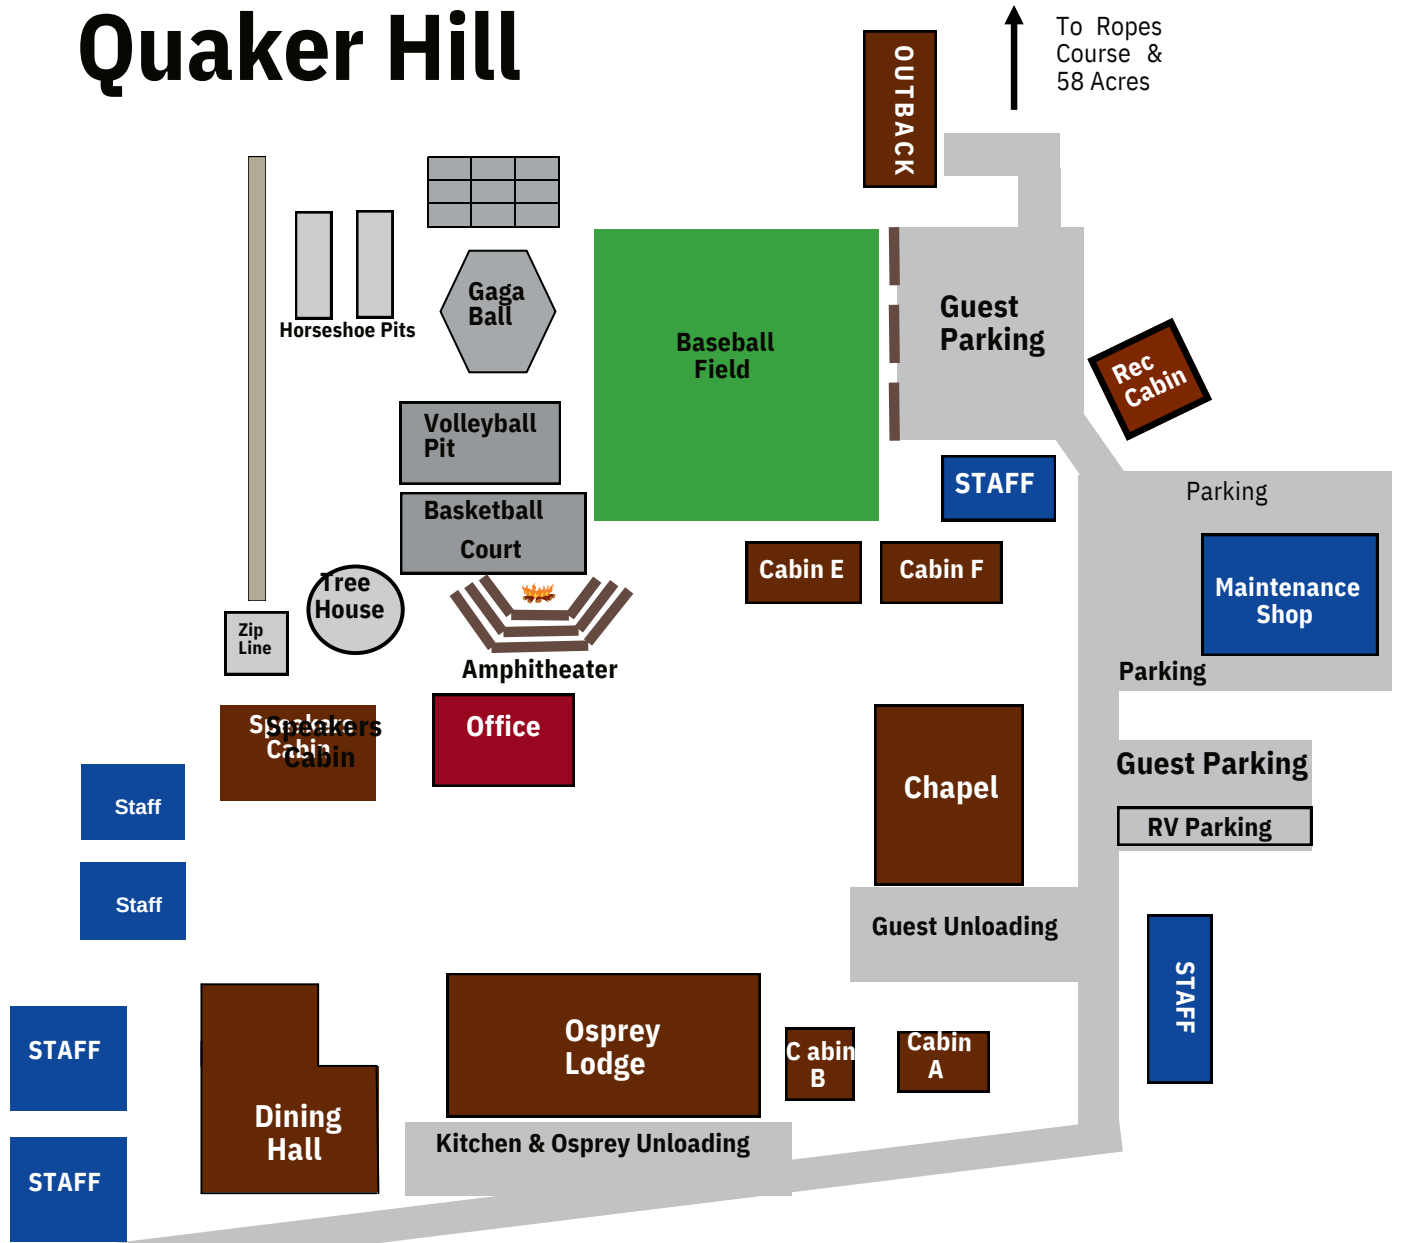 Quaker Hill
To Ropes
Course &
58 Acres
OUTBACK
Gaga
Ball
Horseshoe Pits
Guest
Parking
Baseball
Field
Rec
Cabin
Volleyball
Pit
STAFF
Parking
Basketball
Court
Cabin E
Cabin F
Tree
House
Maintenance
Shop
Zip
Line
Amphitheater
Parking
Speakers
Cabin
Speakers
Cabin
Office
Chapel
Guest Parking
Staff
RV Parking
Staff
Guest Unloading
STAFF
STAFF
Osprey
Lodge
C abin
B
Cabin
A
Dining
Hall
Kitchen & Osprey Unloading
STAFF